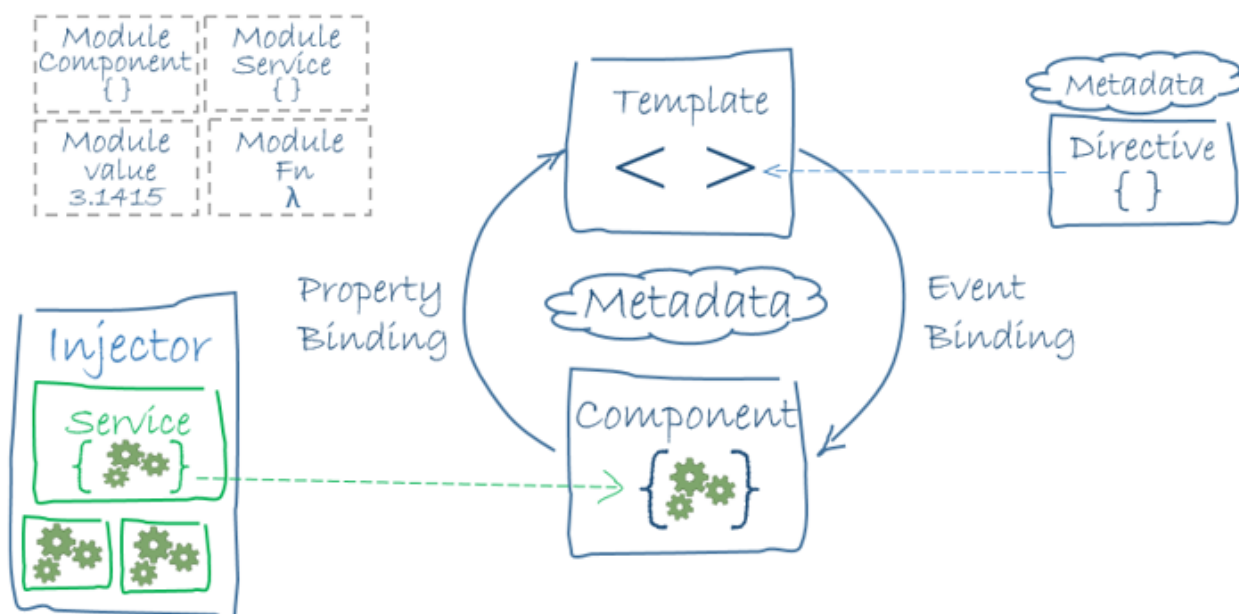 Module
Component
{ }
Module
Service
{ }
Module
value
3.1415
Module
Fn
λ
Template
< >
Metadata
Directive
{ }
Property
Binding
Metadata
Event
Binding
Injector
Service
{ }
Component
{ }